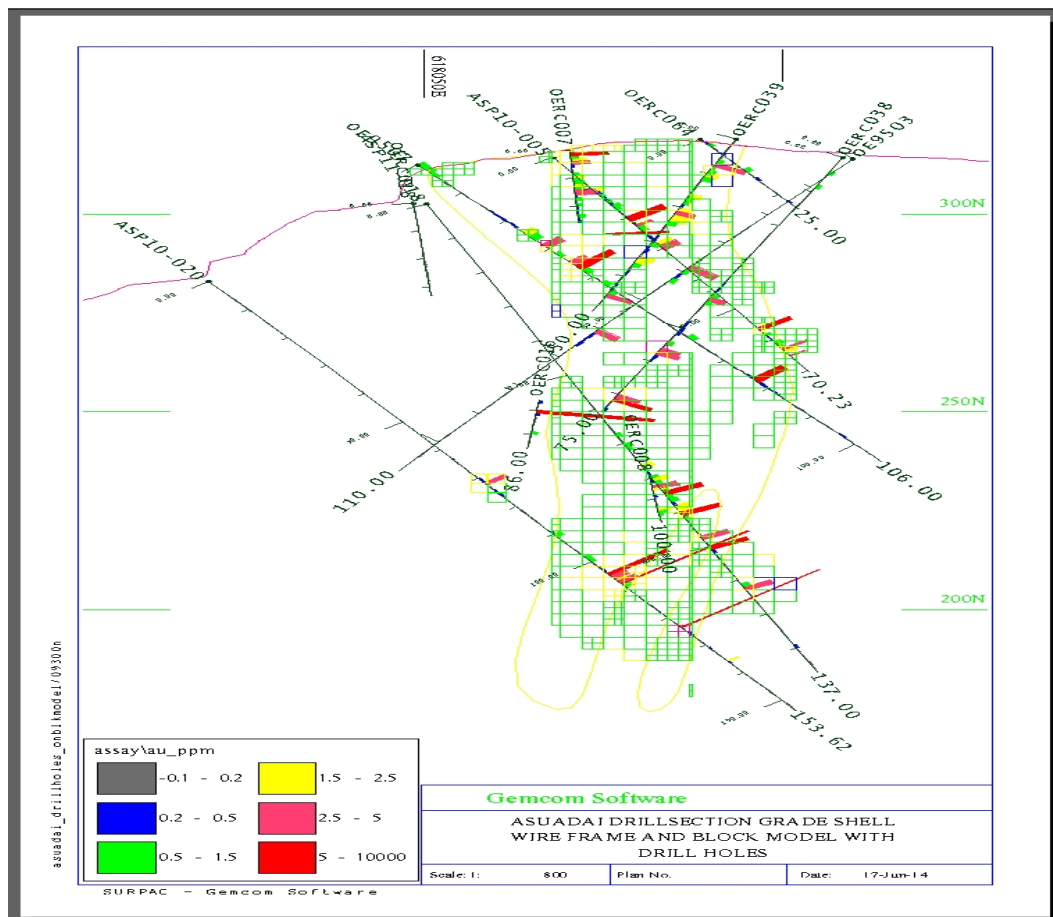 618050E
OERC039
OERC064
OERC007
ASP10-005
OERC038
OE9503
ASP10-020
300N
25.00
50.00
OERC016
70.23
250N
75.00
OERC008
86.00
106.00
110.00
100.00
200N
137.00
153.62
asuadai_drillholes_onblkmodel/09300n
assay\au_ppm
-0.1 - 0.2
1.5 - 2.5
0.2 - 0.5
2.5 - 5
0.5 - 1.5
5 - 10000
SURPAC - Gemcom Software
Gemcom Software
ASUADAI DRILLSECTION GRADE SHELL
WIRE FRAME AND BLOCK MODEL WITH
DRILL HOLES
Scale: 1: 800 Plan No. Date: 17-Jun-14